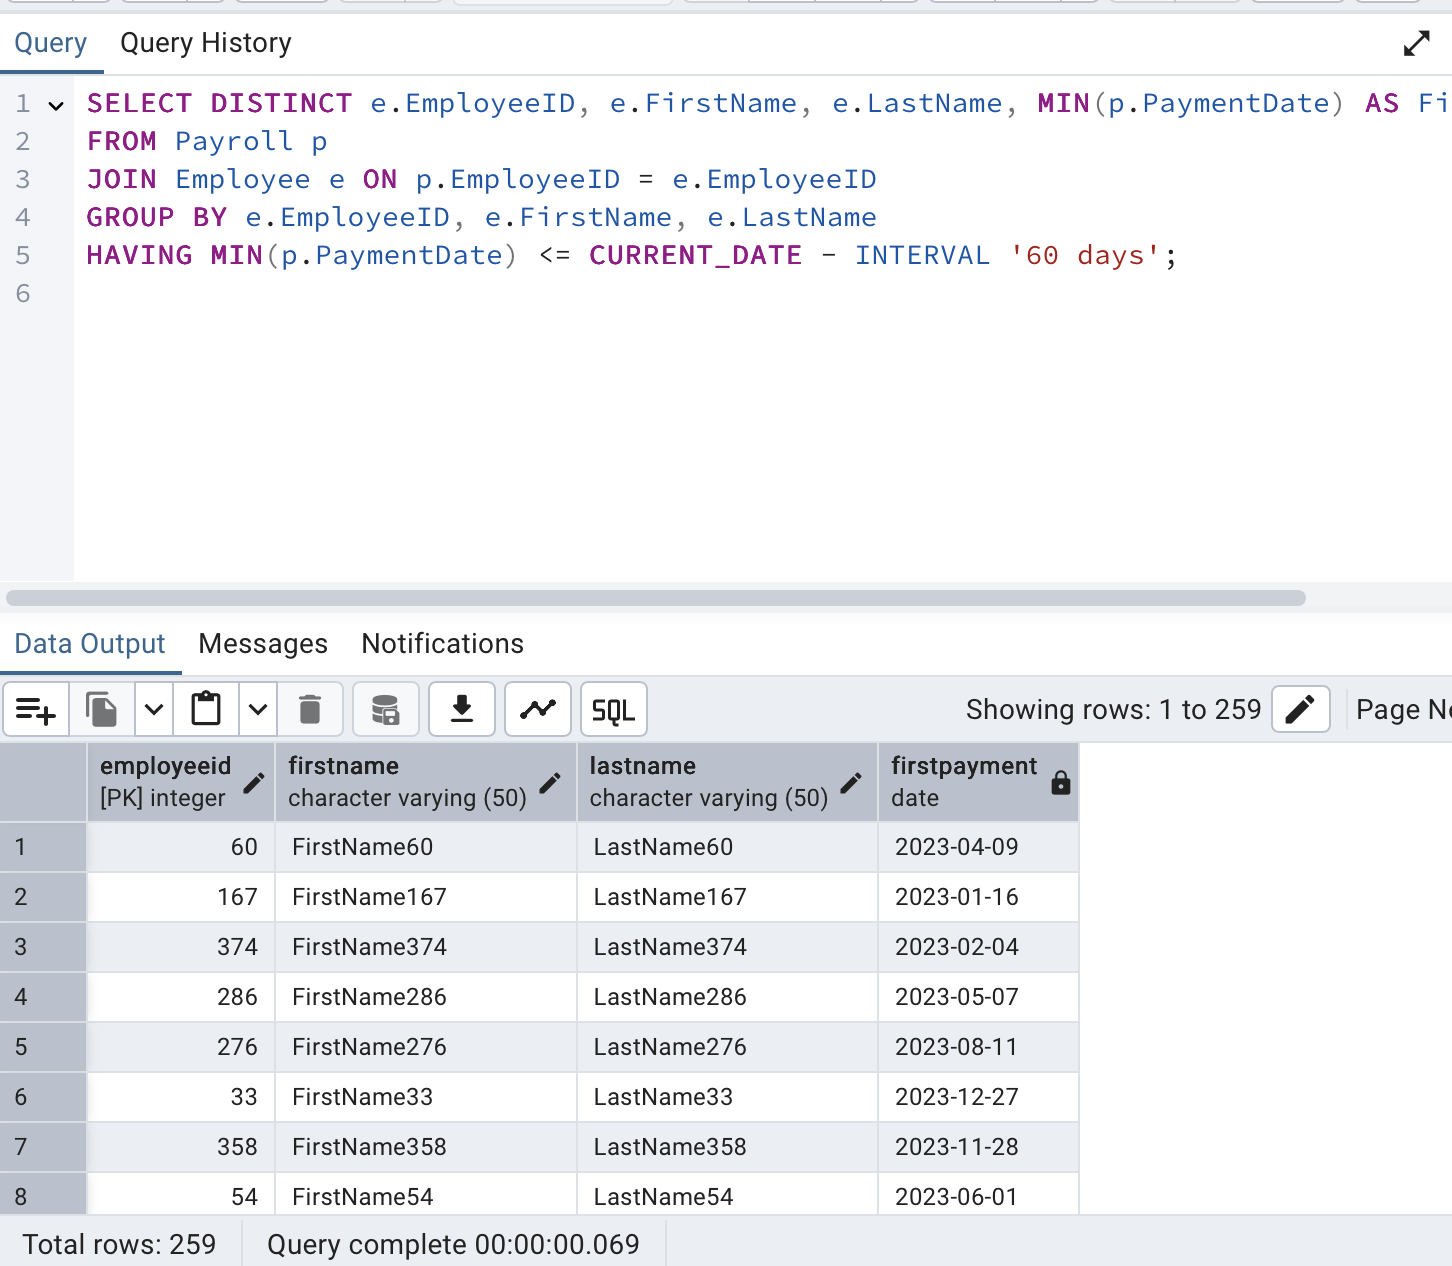 Query Query History
1 SELECT DISTINCT e.EmployeeID, e.FirstName, e.LastName, MIN(p.PaymentDate) AS Fi
2 FROM Payroll p
3 JOIN Employee e ON p.EmployeeID = e.EmployeeID
4 GROUP BY e.EmployeeID, e.FirstName, e.LastName
5 HAVING MIN(p.PaymentDate) <= CURRENT_DATE - INTERVAL '60 days';
6
Data Output Messages Notifications
SQL Showing rows: 1 to 259 Page No
employeeid firstname lastname firstpayment
[PK] integer character varying (50) character varying (50) date
1 60 FirstName60 LastName60 2023-04-09
2 167 FirstName167 LastName167 2023-01-16
3 374 FirstName374 LastName374 2023-02-04
4 286 FirstName286 LastName286 2023-05-07
5 276 FirstName276 LastName276 2023-08-11
6 33 FirstName33 LastName33 2023-12-27
7 358 FirstName358 LastName358 2023-11-28
8 54 FirstName54 LastName54 2023-06-01
Total rows: 259 Query complete 00:00:00.069